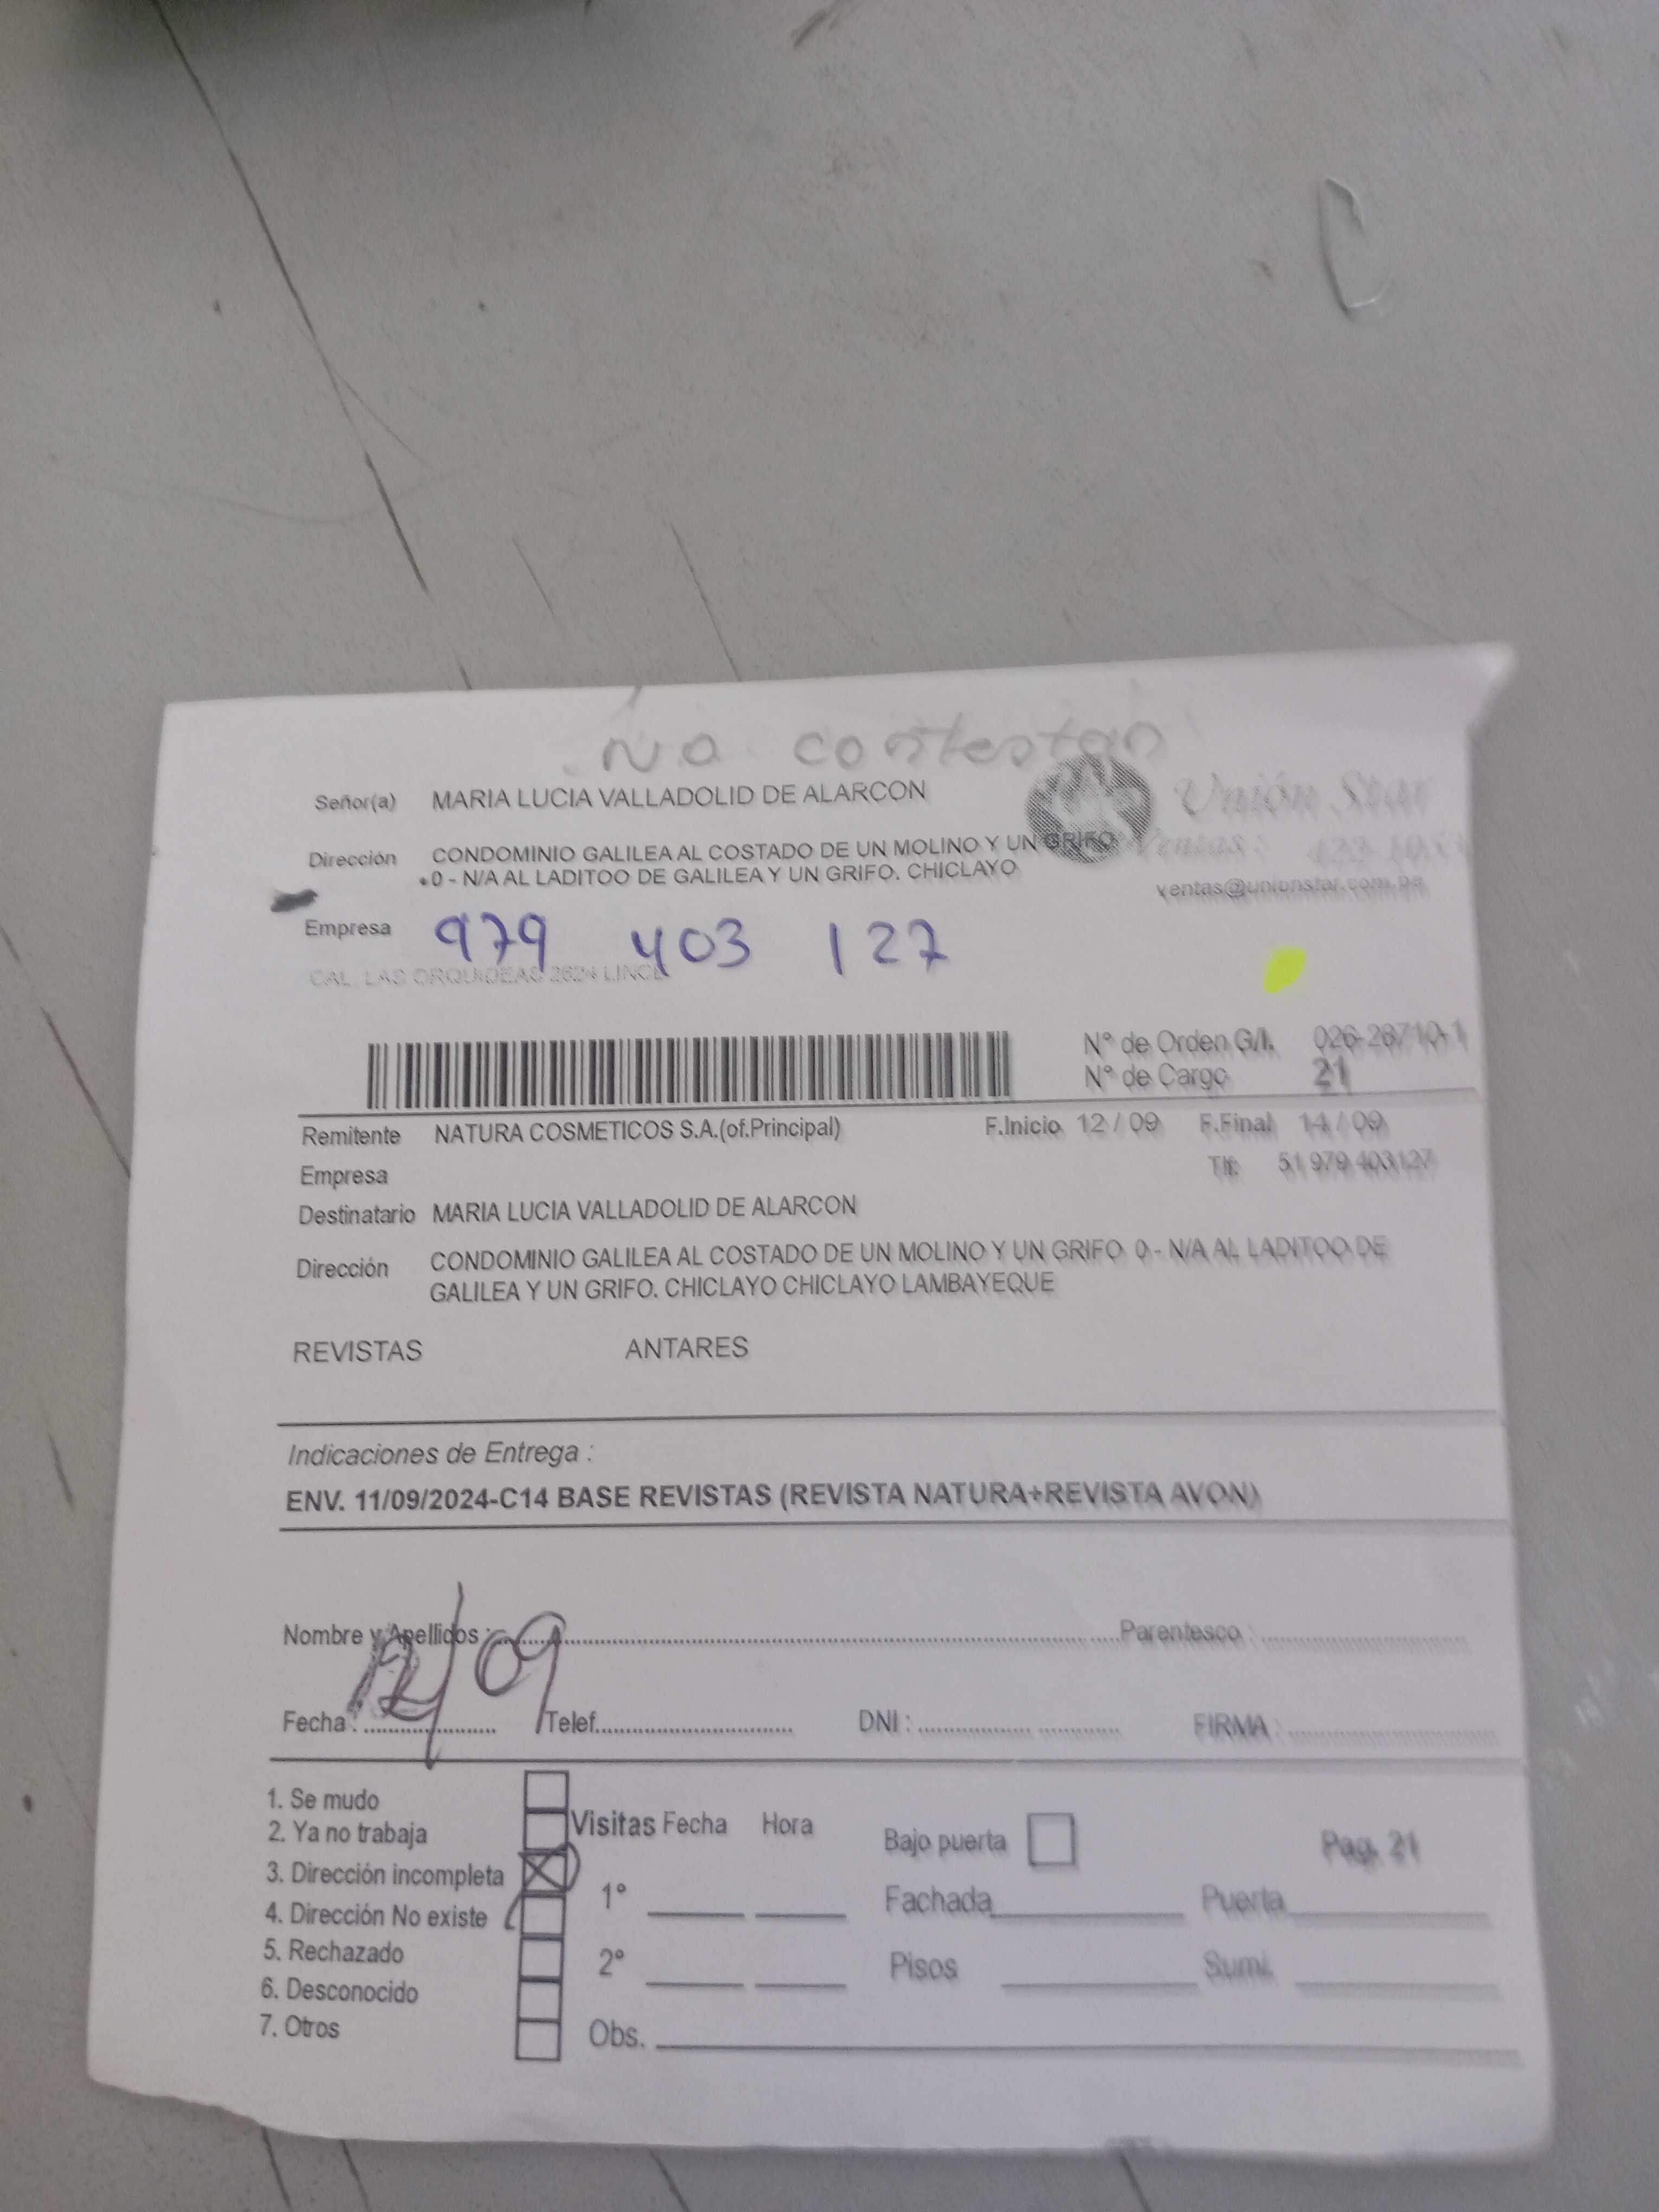 No contestan
Señor(a) MARIA LUCIA VALLADOLID DE ALARCON
Unión Star
Dirección CONDOMINIO GALILEA AL COSTADO DE UN MOLINO Y UN GRIFO
0 - N/A AL LADITOO DE GALILEA Y UN GRIFO. CHICLAYO
Ventas:
ventas@unionstar.com.pe
Empresa 979 403 127
CAL. LAS ORQUIDEAS 2624 LINCE
N° de Orden G/I. 026-28710-1
N° de Cargo 21
Remitente NATURA COSMETICOS S.A.(of.Principal) F.Inicio 12 / 09 F.Final 14 / 09
Empresa Tlf: 51 979 403127
Destinatario MARIA LUCIA VALLADOLID DE ALARCON
Dirección CONDOMINIO GALILEA AL COSTADO DE UN MOLINO Y UN GRIFO 0 - N/A AL LADITOO DE
GALILEA Y UN GRIFO. CHICLAYO CHICLAYO LAMBAYEQUE
REVISTAS ANTARES
Indicaciones de Entrega :
ENV. 11/09/2024-C14 BASE REVISTAS (REVISTA NATURA+REVISTA AVON)
Nombre y Apellidos : Parentesco :
12/09
Fecha : Telef. DNI : FIRMA :
1. Se mudo
2. Ya no trabaja
3. Dirección incompleta
4. Dirección No existe
5. Rechazado
6. Desconocido
7. Otros
Visitas Fecha Hora
1°
2°
Obs.
Bajo puerta
Pag. 21
Fachada Puerta
Pisos Sumi.